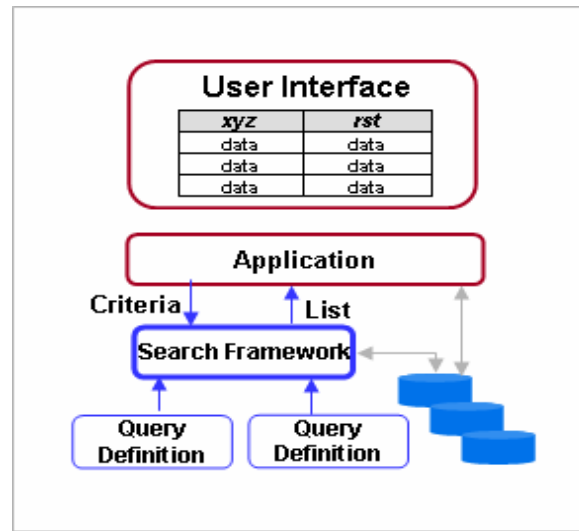 User Interface
xyz rst
data data
data data
data data
Application
Criteria
List
Search Framework
Query Definition
Query Definition